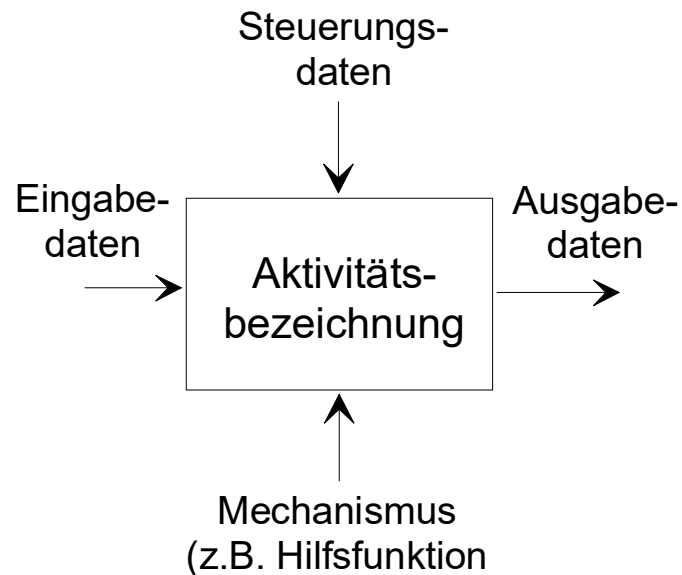 Steuerungs-
daten
Eingabe-
daten
Aktivitäts-
bezeichnung
Ausgabe-
daten
Mechanismus
(z.B. Hilfsfunktion